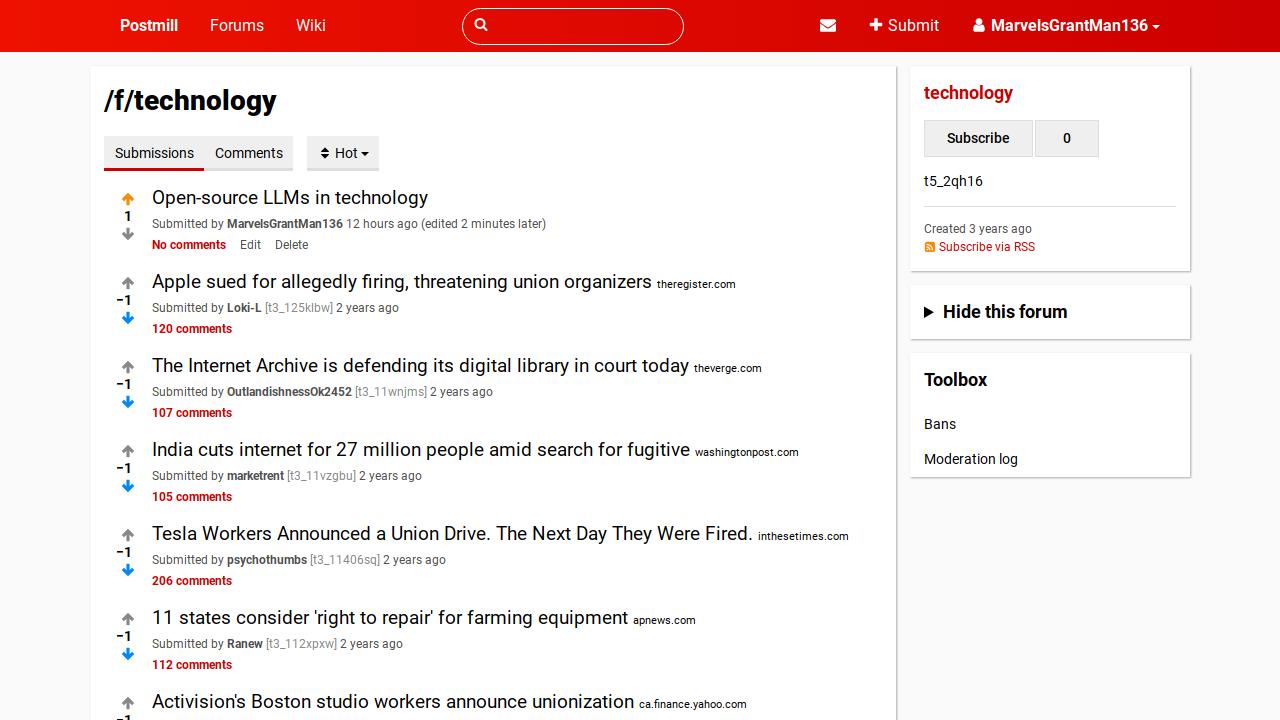 Postmill
Forums
Wiki
Submit
MarvelsGrantMan136
/f/technology
Submissions
Comments
Hot
Open-source LLMs in technology
1
Submitted by MarvelsGrantMan136 12 hours ago (edited 2 minutes later)
No comments
Edit
Delete
Apple sued for allegedly firing, threatening union organizers theregister.com
−1
Submitted by Loki-L [t3_125klbw] 2 years ago
120 comments
The Internet Archive is defending its digital library in court today theverge.com
−1
Submitted by OutlandishnessOk2452 [t3_11wnjms] 2 years ago
107 comments
India cuts internet for 27 million people amid search for fugitive washingtonpost.com
−1
Submitted by marketrent [t3_11vzgbu] 2 years ago
105 comments
Tesla Workers Announced a Union Drive. The Next Day They Were Fired. inthesetimes.com
−1
Submitted by psychothumbs [t3_11406sq] 2 years ago
206 comments
11 states consider 'right to repair' for farming equipment apnews.com
−1
Submitted by Ranew [t3_112xpxw] 2 years ago
112 comments
Activision's Boston studio workers announce unionization ca.finance.yahoo.com
−1
technology
Subscribe
0
t5_2qh16
Created 3 years ago
Subscribe via RSS
Hide this forum
Toolbox
Bans
Moderation log